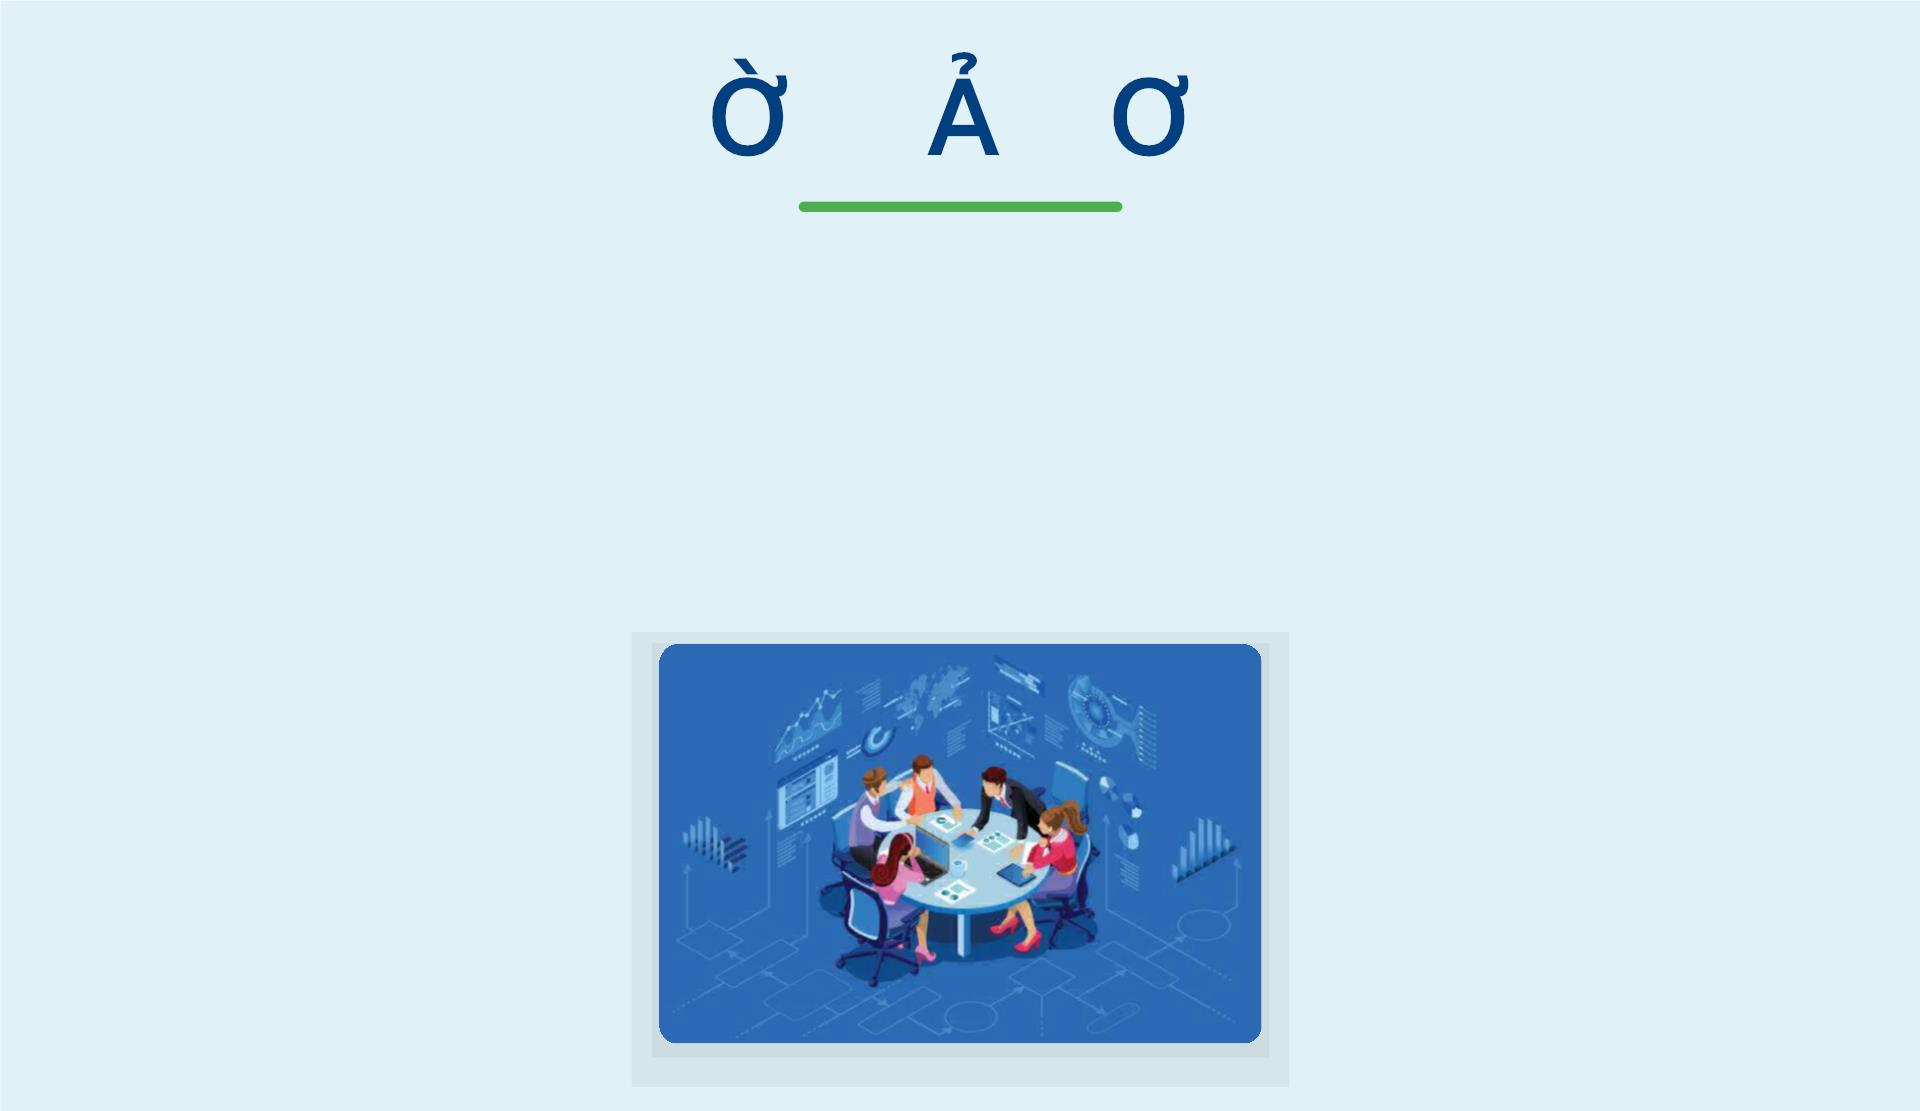 Ờ Ả Ơ